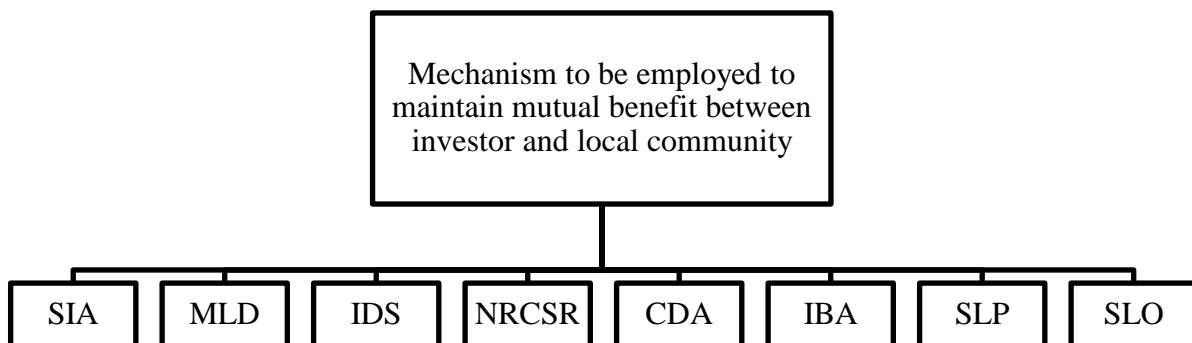 Mechanism to be employed to
maintain mutual benefit between
investor and local community
SIA MLD IDS NRCSR CDA IBA SLP SLO